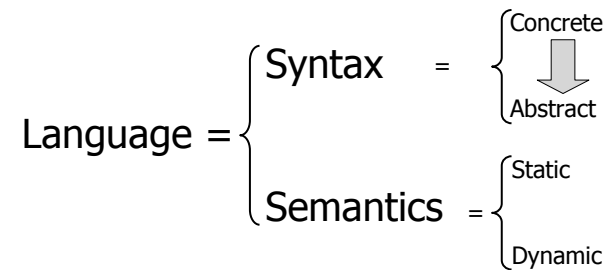 Concrete
Syntax =
Abstract
Language =
Static
Semantics =
Dynamic